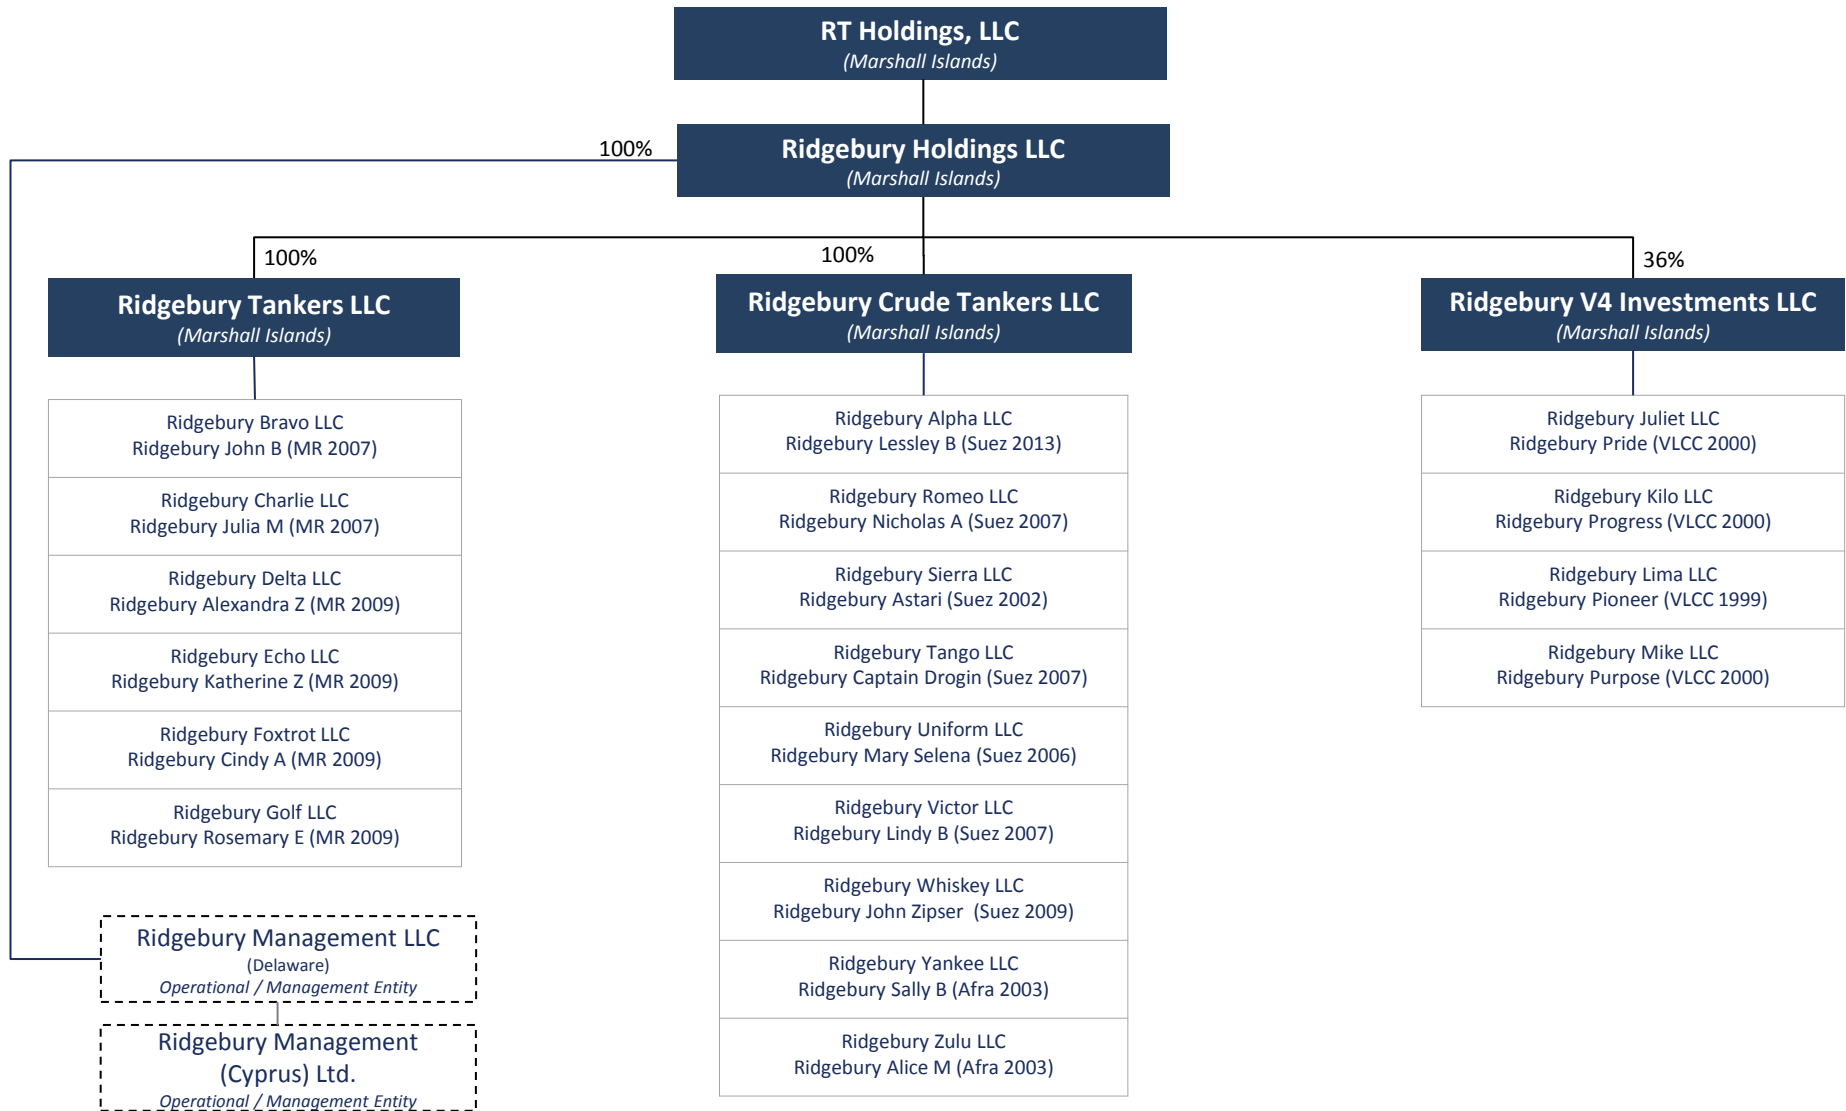 RT Holdings, LLC
(Marshall Islands)
100%
Ridgebury Holdings LLC
(Marshall Islands)
100%
100%
36%
Ridgebury Tankers LLC
(Marshall Islands)
Ridgebury Bravo LLC
Ridgebury John B (MR 2007)
Ridgebury Charlie LLC
Ridgebury Julia M (MR 2007)
Ridgebury Delta LLC
Ridgebury Alexandra Z (MR 2009)
Ridgebury Echo LLC
Ridgebury Katherine Z (MR 2009)
Ridgebury Foxtrot LLC
Ridgebury Cindy A (MR 2009)
Ridgebury Golf LLC
Ridgebury Rosemary E (MR 2009)
Ridgebury Crude Tankers LLC
(Marshall Islands)
Ridgebury Alpha LLC
Ridgebury Lessley B (Suez 2013)
Ridgebury Romeo LLC
Ridgebury Nicholas A (Suez 2007)
Ridgebury Sierra LLC
Ridgebury Astari (Suez 2002)
Ridgebury Tango LLC
Ridgebury Captain Drogin (Suez 2007)
Ridgebury Uniform LLC
Ridgebury Mary Selena (Suez 2006)
Ridgebury Victor LLC
Ridgebury Lindy B (Suez 2007)
Ridgebury Whiskey LLC
Ridgebury John Zipser  (Suez 2009)
Ridgebury Yankee LLC
Ridgebury Sally B (Afra 2003)
Ridgebury Zulu LLC
Ridgebury Alice M (Afra 2003)
Ridgebury V4 Investments LLC
(Marshall Islands)
Ridgebury Juliet LLC
Ridgebury Pride (VLCC 2000)
Ridgebury Kilo LLC
Ridgebury Progress (VLCC 2000)
Ridgebury Lima LLC
Ridgebury Pioneer (VLCC 1999)
Ridgebury Mike LLC
Ridgebury Purpose (VLCC 2000)
Ridgebury Management LLC
(Delaware)
Operational / Management Entity
Ridgebury Management
(Cyprus) Ltd.
Operational / Management Entity